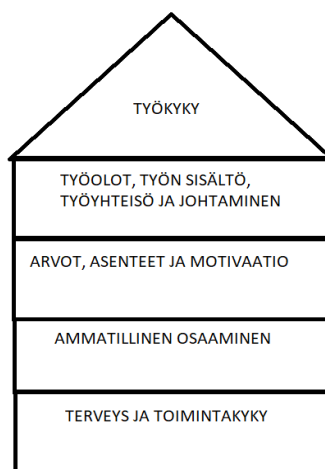 TYÖKYKY
TYÖOLOT, TYÖN SISÄLTÖ,
TYÖYHTEISÖ JA JOHTAMINEN
ARVOT, ASENTEET JA MOTIVAATIO
AMMATILLINEN OSAAMINEN
TERVEYS JA TOIMINTAKYKY